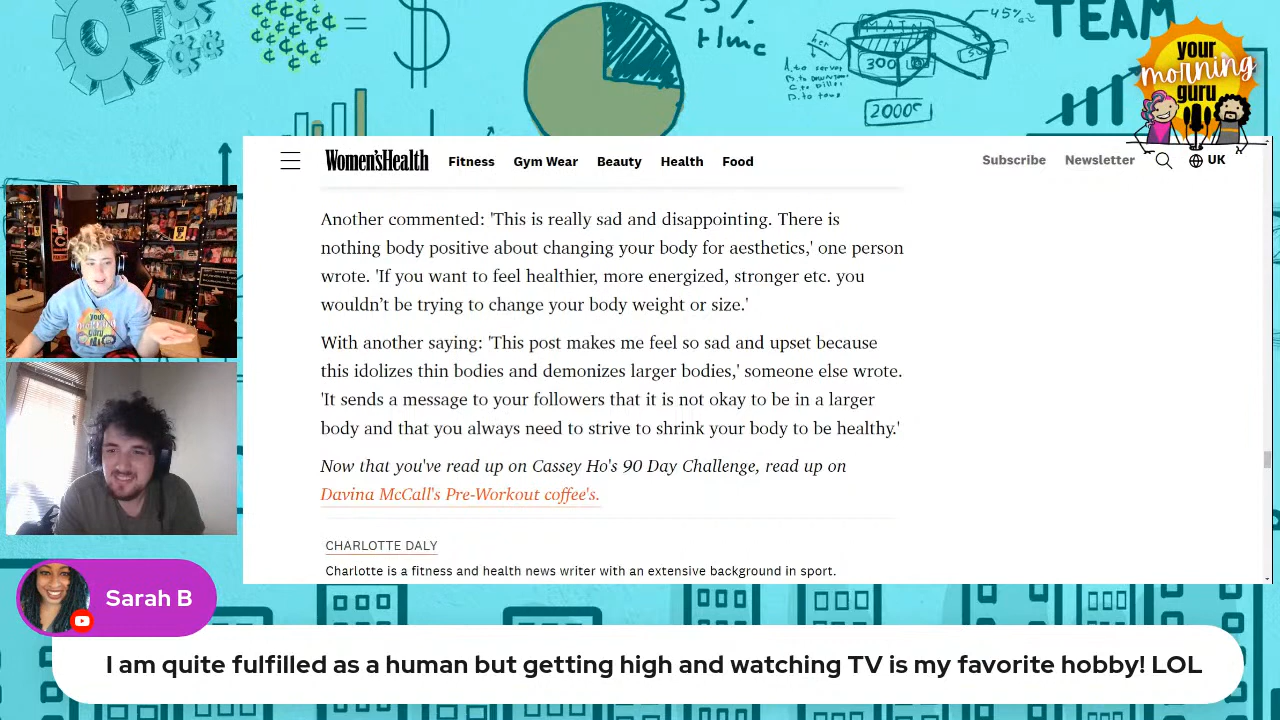 25%
time
45%
TEAM
300
2000
your
morning
guru
Women'sHealth
Fitness
Gym Wear
Beauty
Health
Food
Subscribe
Newsletter
UK
Another commented: 'This is really sad and disappointing. There is
nothing body positive about changing your body for aesthetics,' one person
wrote. 'If you want to feel healthier, more energized, stronger etc. you
wouldn't be trying to change your body weight or size.'
With another saying: 'This post makes me feel so sad and upset because
this idolizes thin bodies and demonizes larger bodies,' someone else wrote.
'It sends a message to your followers that it is not okay to be in a larger
body and that you always need to strive to shrink your body to be healthy.'
Now that you've read up on Cassey Ho's 90 Day Challenge, read up on
Davina McCall's Pre-Workout coffee's.
CHARLOTTE DALY
Charlotte is a fitness and health news writer with an extensive background in sport.
Sarah B
I am quite fulfilled as a human but getting high and watching TV is my favorite hobby! LOL